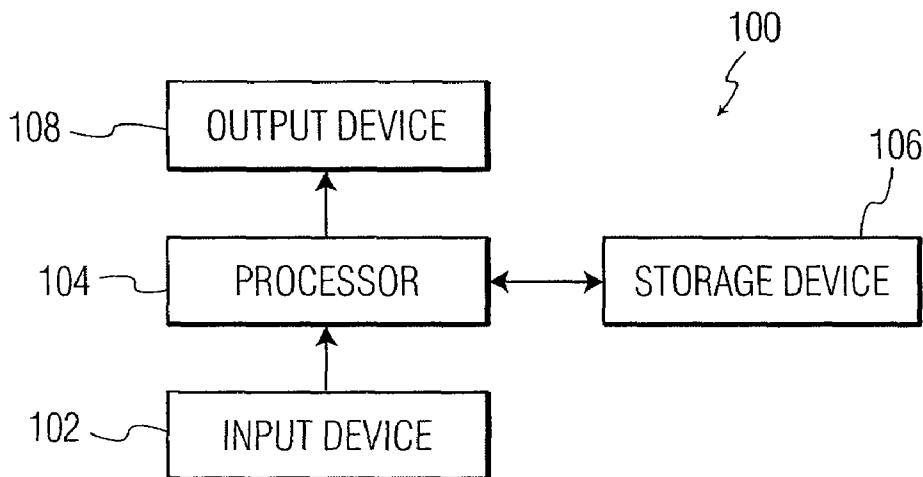 100
108
OUTPUT DEVICE
106
104
PROCESSOR
STORAGE DEVICE
102
INPUT DEVICE